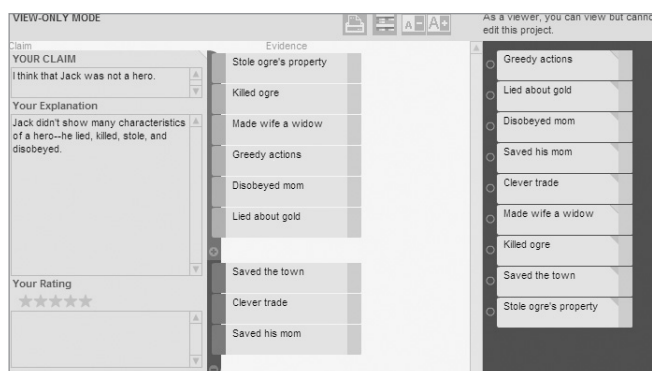 VIEW-ONLY MODE
A
A
As a viewer, you can view but canno
edit this project.
Claim
Evidence
YOUR CLAIM
I think that Jack was not a hero.
Your Explanation
Jack didn't show many characteristics
of a hero--he lied, killed, stole, and
disobeyed.
Your Rating
Stole ogre's property
Killed ogre
Made wife a widow
Greedy actions
Disobeyed mom
Lied about gold
Saved the town
Clever trade
Saved his mom
Greedy actions
Lied about gold
Disobeyed mom
Saved his mom
Clever trade
Made wife a widow
Killed ogre
Saved the town
Stole ogre's property